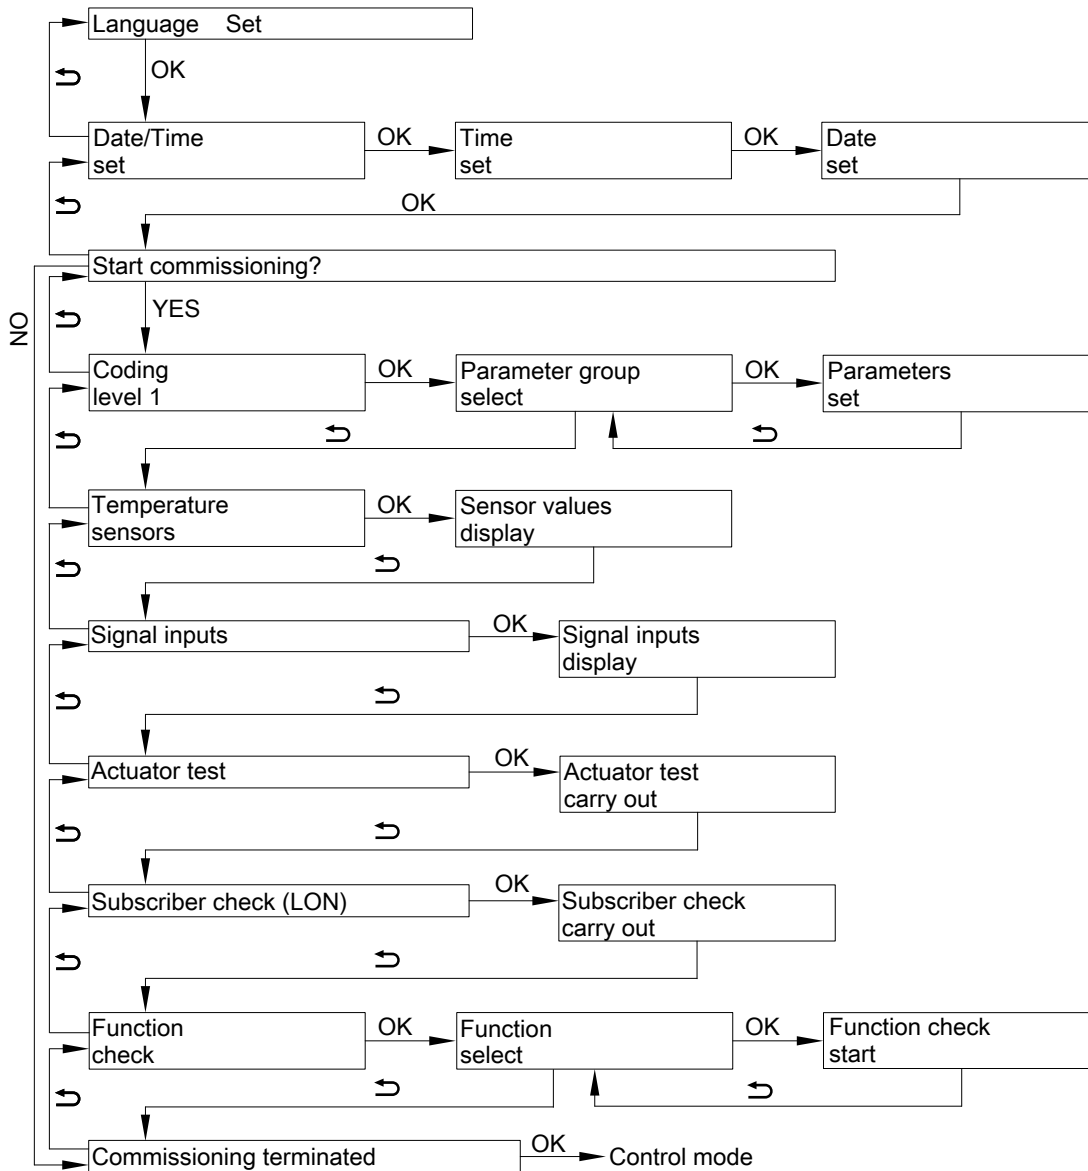 Language Set
OK
Date/Time
set
OK
Time
set
OK
Date
set
OK
Start commissioning?
NO
YES
Coding
level 1
OK
Parameter group
select
OK
Parameters
set
Temperature
sensors
OK
Sensor values
display
Signal inputs
OK
Signal inputs
display
Actuator test
OK
Actuator test
carry out
Subscriber check (LON)
OK
Subscriber check
carry out
Function
check
OK
Function
select
OK
Function check
start
Commissioning terminated
OK
Control mode